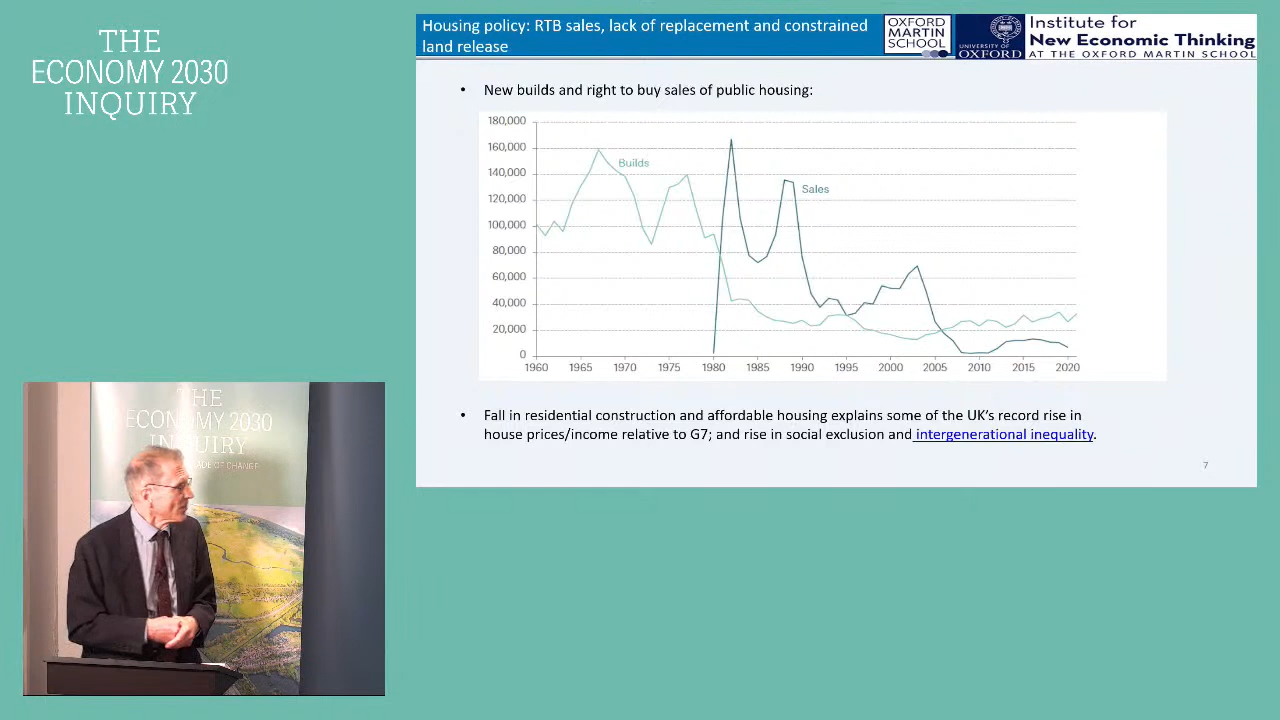 THE
ECONOMY 2030
INQUIRY
Housing policy: RTB sales, lack of replacement and constrained
land release
OXFORD
MARTIN
SCHOOL
UNIVERSITY OF
OXFORD
Institute for
New Economic Thinking
AT THE OXFORD MARTIN SCHOOL
• New builds and right to buy sales of public housing:
180,000
160,000
140,000
120,000
100,000
80,000
60,000
40,000
20,000
0
Builds
Sales
1960 1965 1970 1975 1980 1985 1990 1995 2000 2005 2010 2015 2020
• Fall in residential construction and affordable housing explains some of the UK's record rise in
house prices/income relative to G7; and rise in social exclusion and intergenerational inequality.
7
THE
ECONOMY 2030
INQUIRY
OF CHANGE